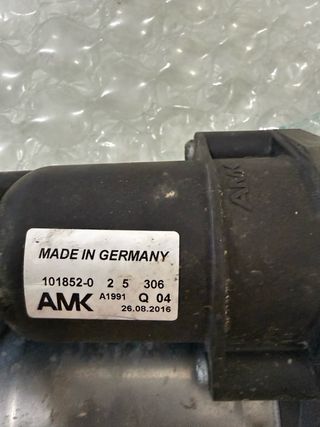 MADE IN GERMANY
101852-0 2 5 306
AMK A1991 Q 04
26.08.2016
AMK